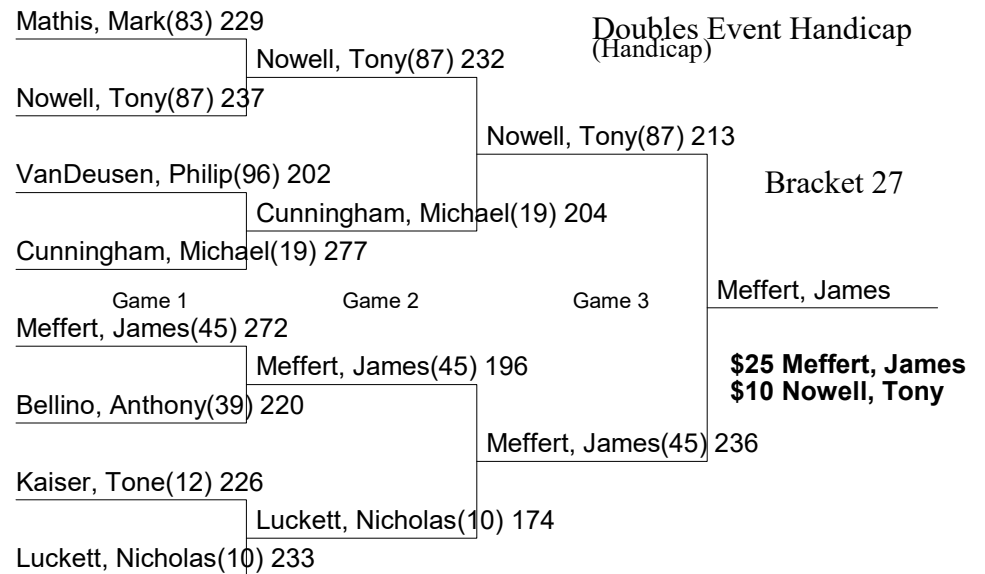 Mathis, Mark(83) 229
Doubles Event Handicap
(Handicap)
Nowell, Tony(87) 232
Nowell, Tony(87) 237
Nowell, Tony(87) 213
VanDeusen, Philip(96) 202
Bracket 27
Cunningham, Michael(19) 204
Cunningham, Michael(19) 277
Game 1
Game 2
Game 3
Meffert, James
Meffert, James(45) 272
Meffert, James(45) 196
$25 Meffert, James
$10 Nowell, Tony
Bellino, Anthony(39) 220
Meffert, James(45) 236
Kaiser, Tone(12) 226
Luckett, Nicholas(10) 174
Luckett, Nicholas(10) 233